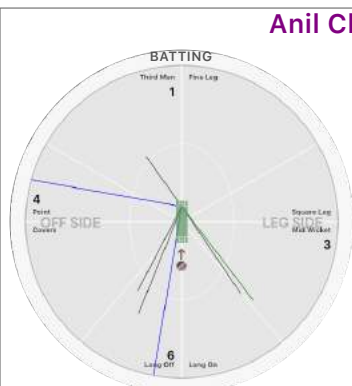 Anil Cl
BATTING
Third Man Fine Leg
1
4
Point Square Leg
OFF SIDE LEG SIDE
Covers Mid Wicket
3
6
Long Off Long On